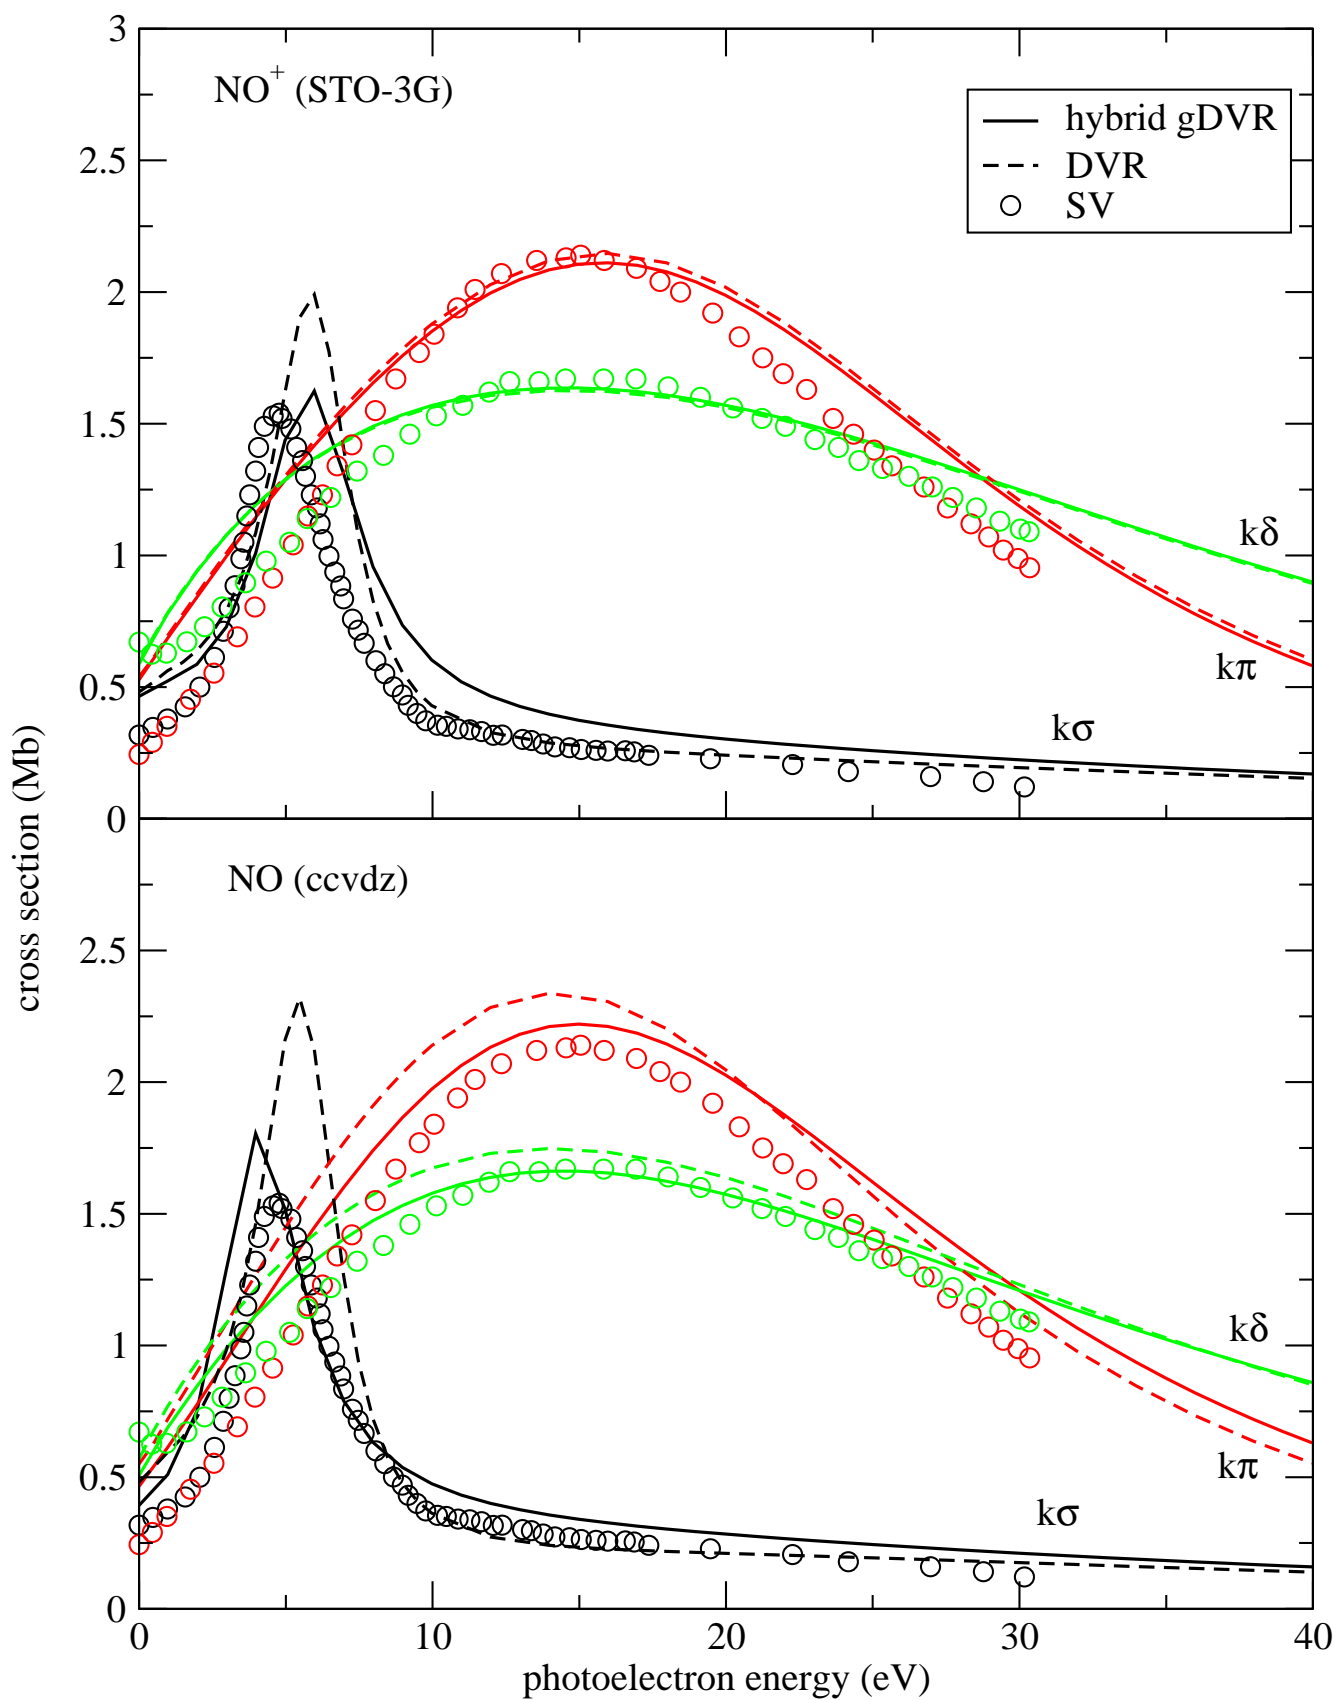 3
NO+ (STO-3G)
hybrid gDVR
DVR
SV
2.5
2
1.5
1
0.5
0
kδ
kπ
kσ
cross section (Mb)
NO (ccvdz)
2.5
2
1.5
1
0.5
0
kδ
kπ
kσ
0 10 20 30 40
photoelectron energy (eV)